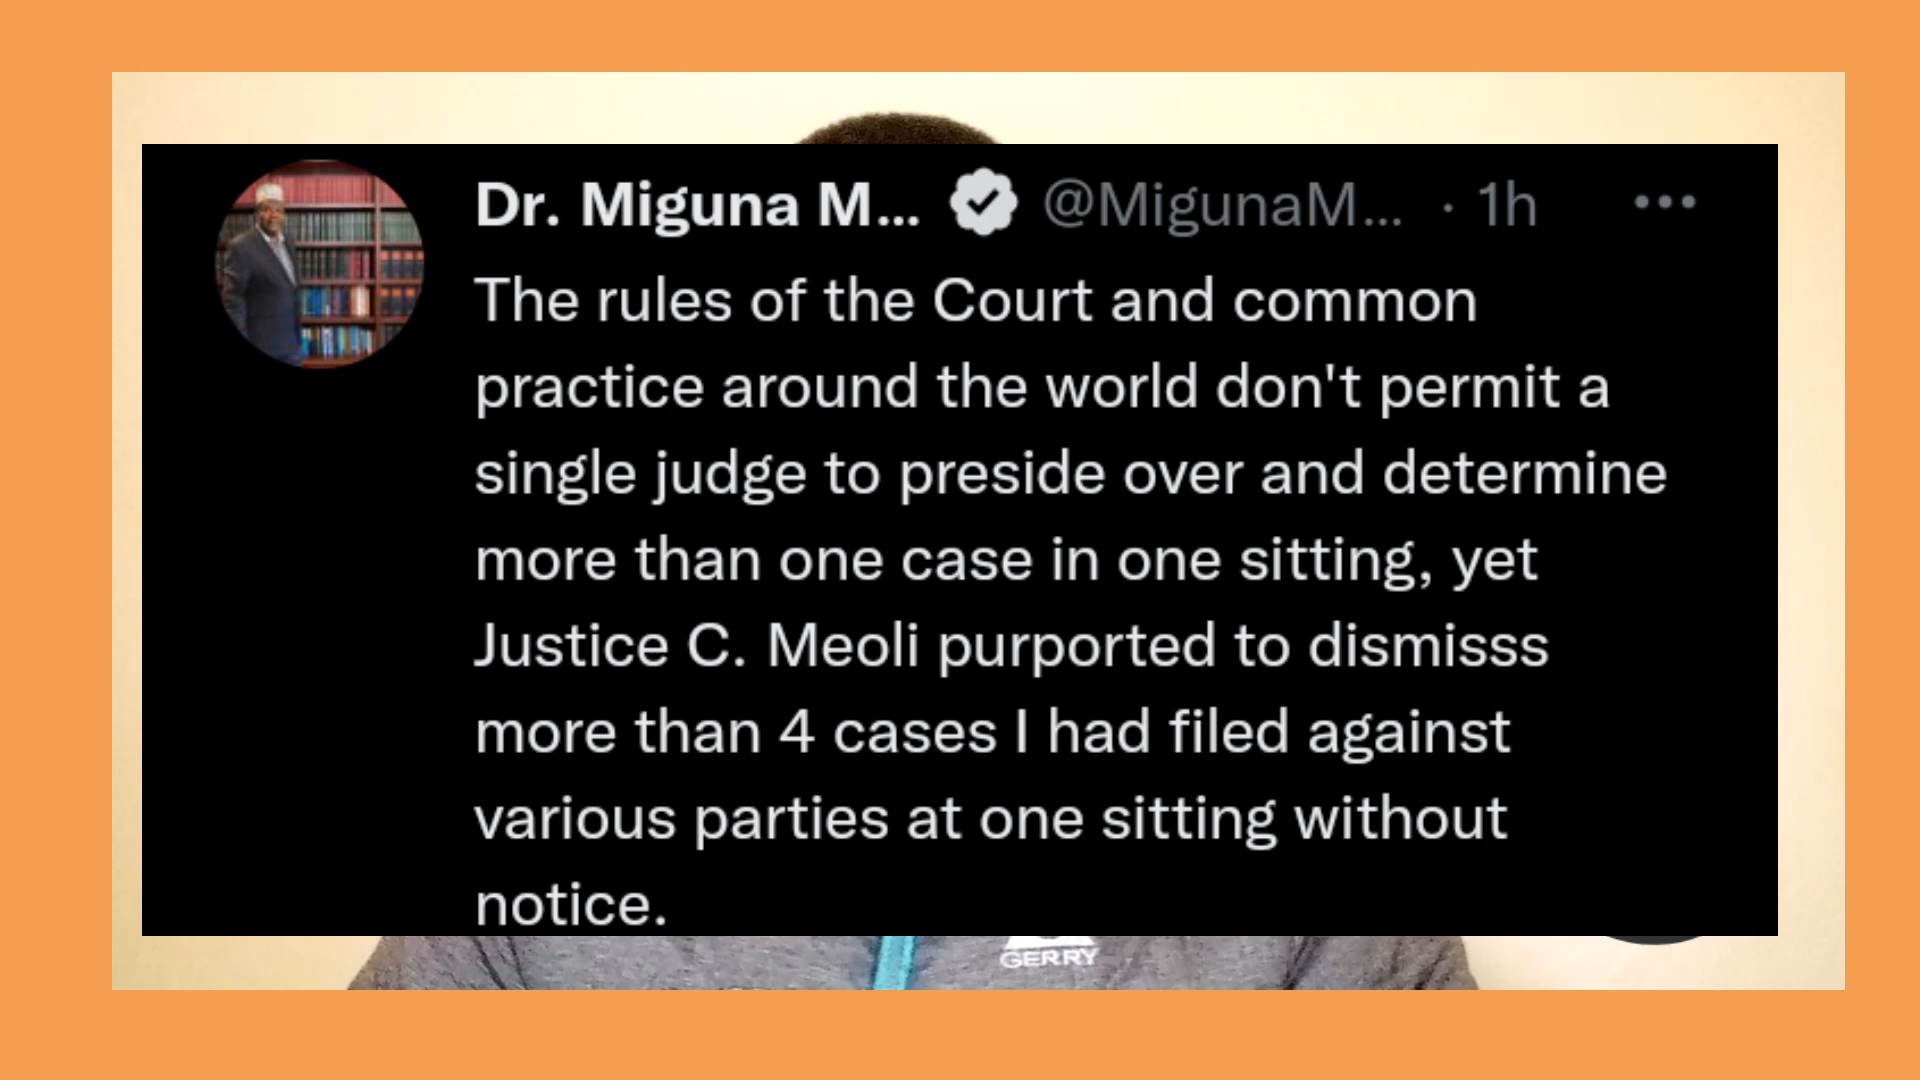 Dr. Miguna M... @MigunaM... · 1h
The rules of the Court and common
practice around the world don't permit a
single judge to preside over and determine
more than one case in one sitting, yet
Justice C. Meoli purported to dismisss
more than 4 cases I had filed against
various parties at one sitting without
notice.
GERRY